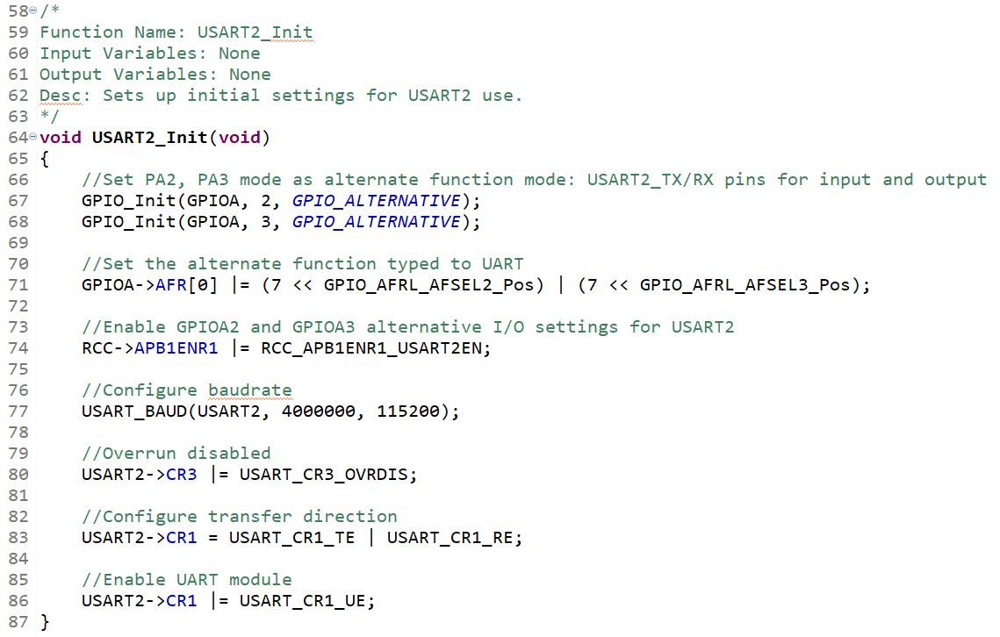 58 /*
59 Function Name: USART2_Init
60 Input Variables: None
61 Output Variables: None
62 Desc: Sets up initial settings for USART2 use.
63 */
64 void USART2_Init(void)
65 {
66     //Set PA2, PA3 mode as alternate function mode: USART2_TX/RX pins for input and output
67     GPIO_Init(GPIOA, 2, GPIO_ALTERNATIVE);
68     GPIO_Init(GPIOA, 3, GPIO_ALTERNATIVE);
69
70     //Set the alternate function typed to UART
71     GPIOA->AFR[0] |= (7 << GPIO_AFRL_AFSEL2_Pos) | (7 << GPIO_AFRL_AFSEL3_Pos);
72
73     //Enable GPIOA2 and GPIOA3 alternative I/O settings for USART2
74     RCC->APB1ENR1 |= RCC_APB1ENR1_USART2EN;
75
76     //Configure baudrate
77     USART_BAUD(USART2, 4000000, 115200);
78
79     //Overrun disabled
80     USART2->CR3 |= USART_CR3_OVRDIS;
81
82     //Configure transfer direction
83     USART2->CR1 = USART_CR1_TE | USART_CR1_RE;
84
85     //Enable UART module
86     USART2->CR1 |= USART_CR1_UE;
87 }